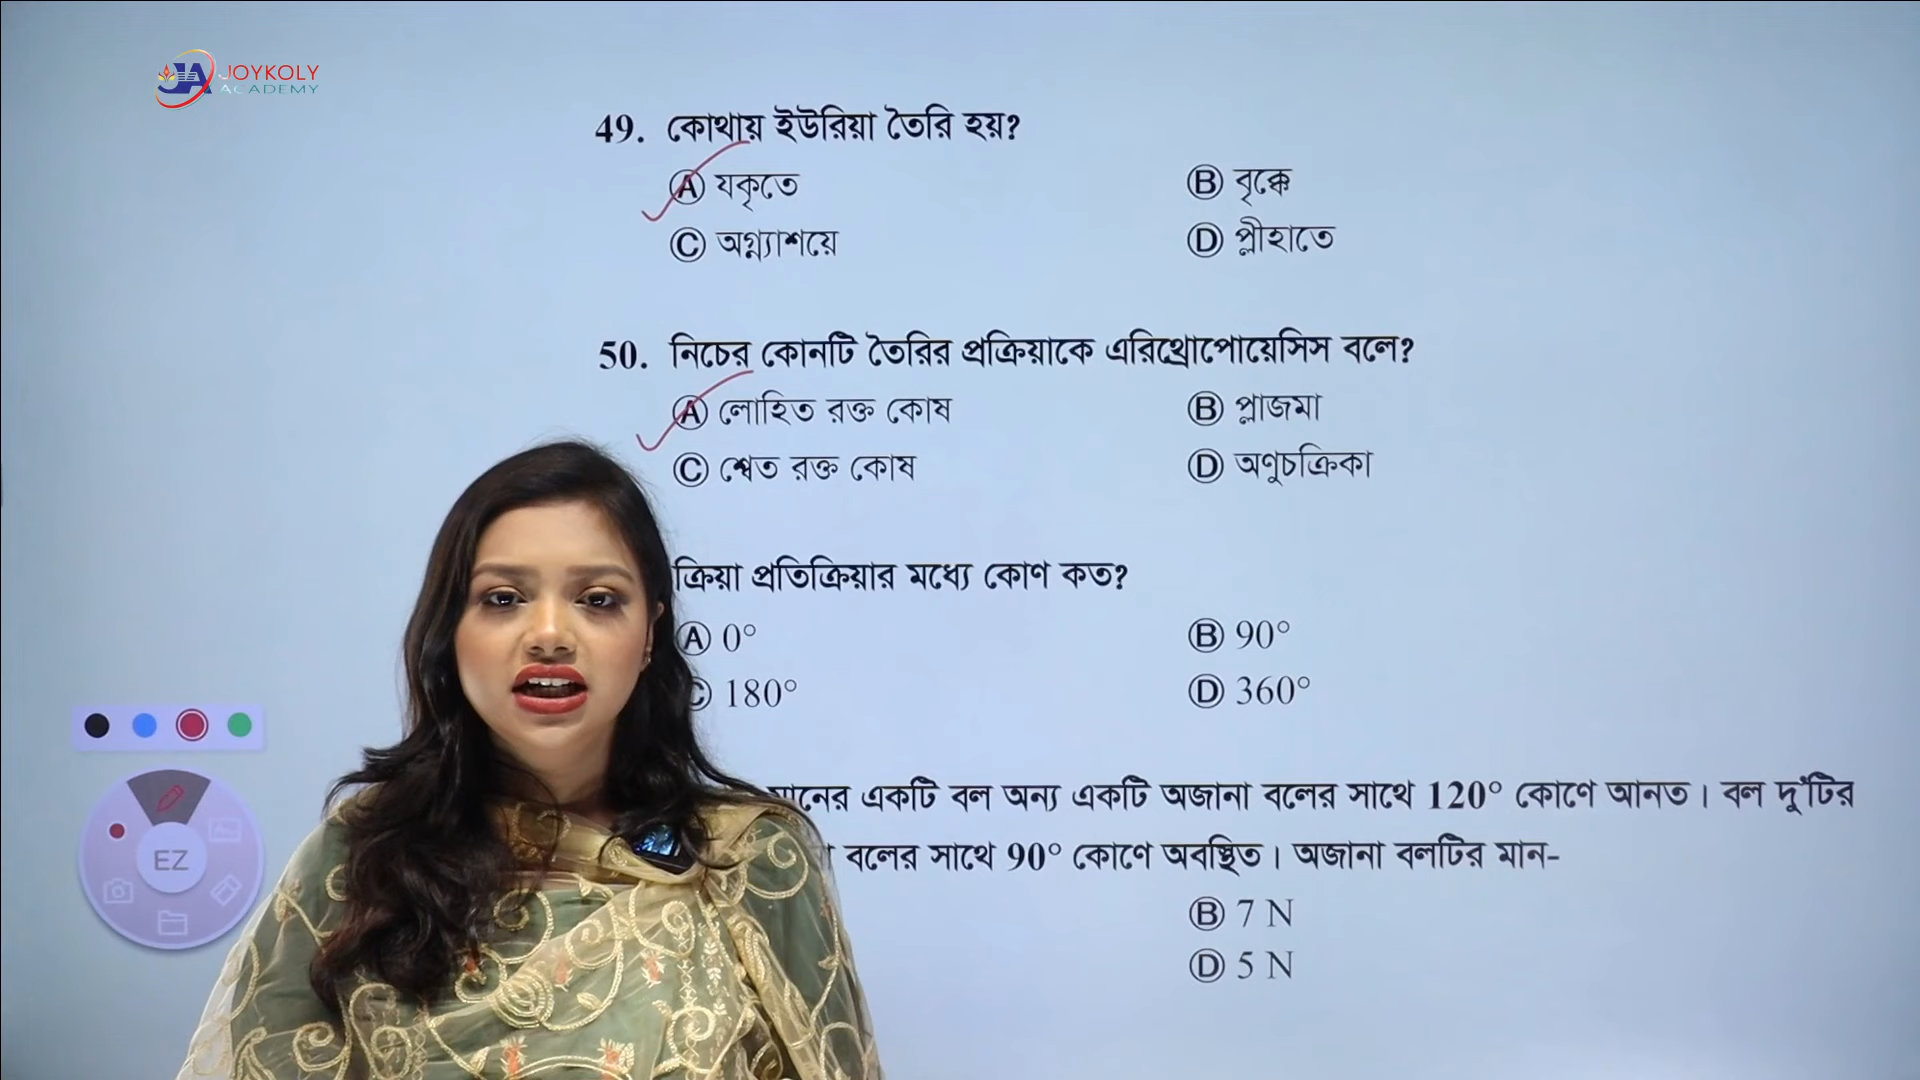 JOYKOLY
ACADEMY
49. কোথায় ইউরিয়া তৈরি হয়?
Ⓐ যকৃতে Ⓑ বৃক্কে
Ⓒ অগ্ন্যাশয়ে Ⓓ প্লীহাতে
50. নিচের কোনটি তৈরির প্রক্রিয়াকে এরিথ্রোপোয়েসিস বলে?
Ⓐ লোহিত রক্ত কোষ Ⓑ প্লাজমা
Ⓒ শ্বেত রক্ত কোষ Ⓓ অণুচক্রিকা
ক্রিয়া প্রতিক্রিয়ার মধ্যে কোণ কত?
Ⓐ 0° Ⓑ 90°
Ⓒ 180° Ⓓ 360°
একটি বল অন্য একটি অজানা বলের সাথে 120° কোণে আনত। বল দু'টির
বলের সাথে 90° কোণে অবস্থিত। অজানা বলটির মান-
Ⓑ 7 N
Ⓓ 5 N
EZ